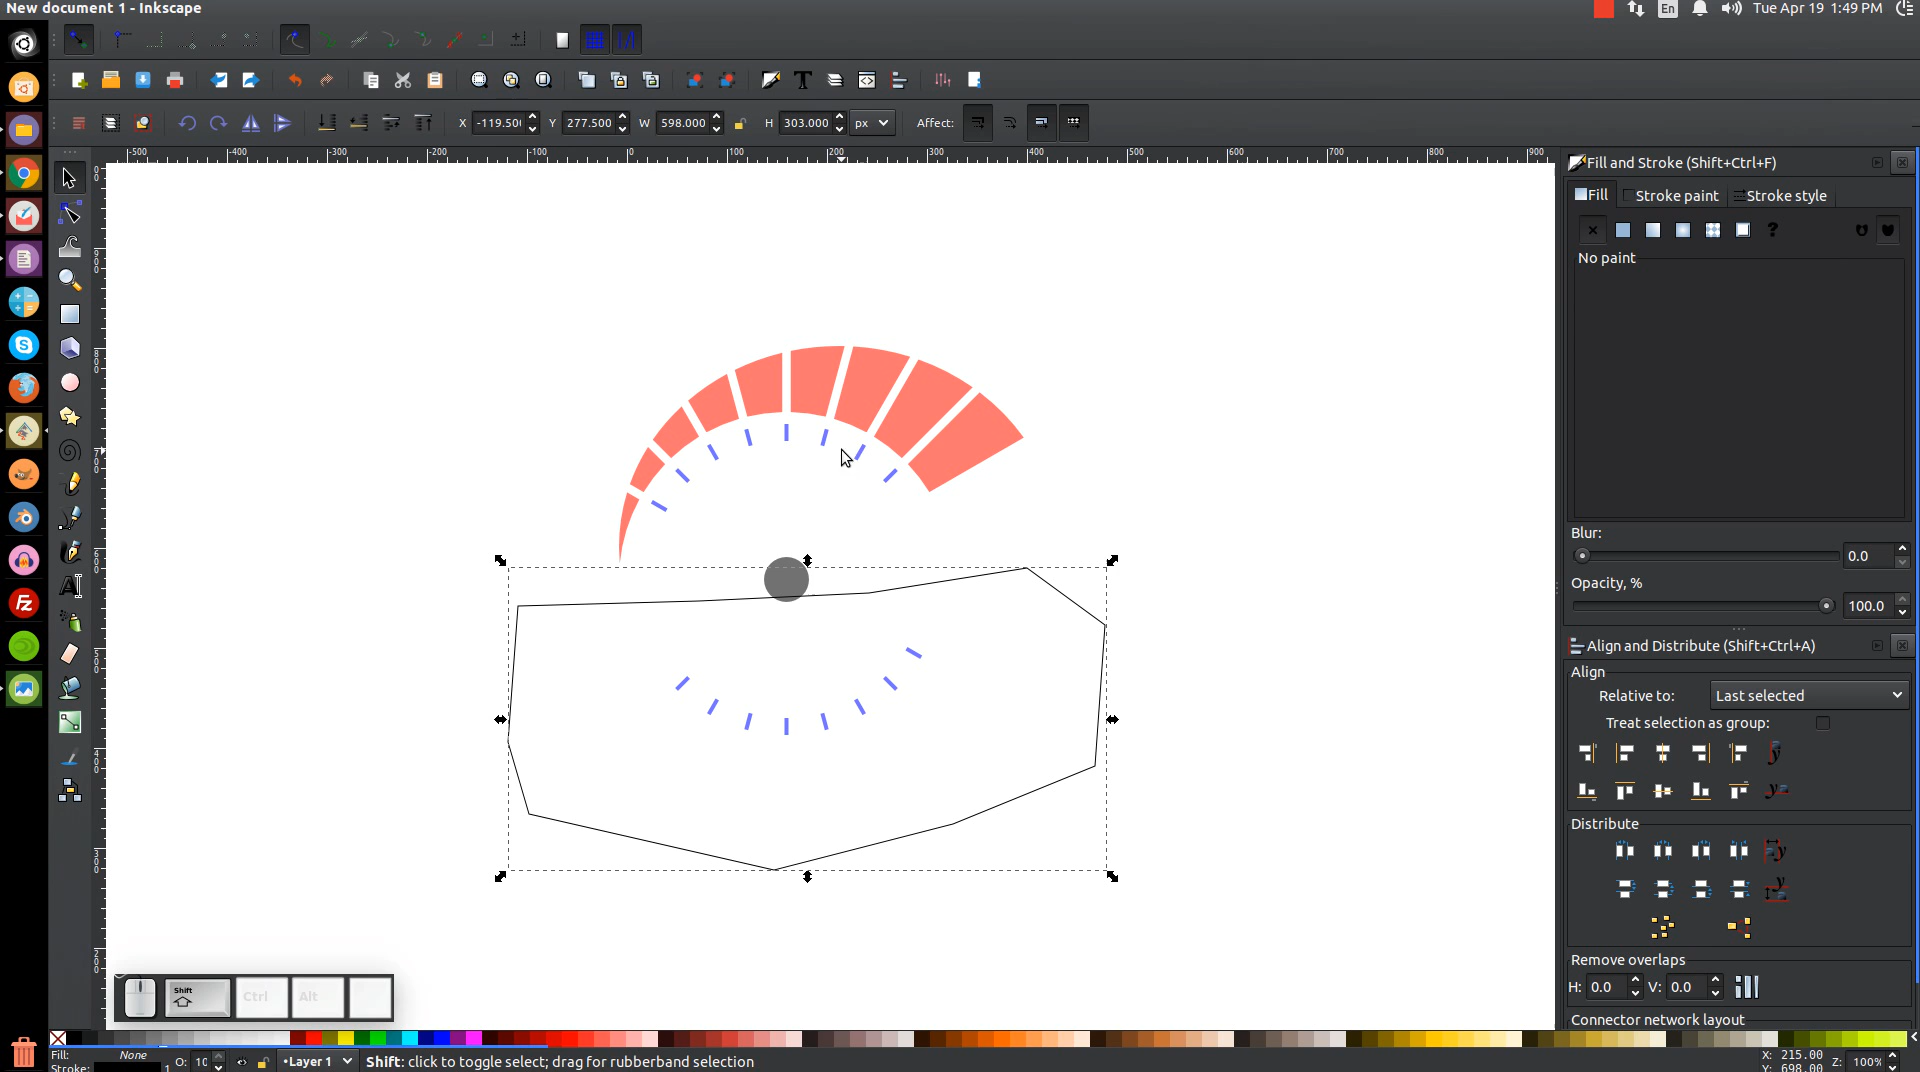 New document 1 - Inkscape
En
Tue Apr 19 1:49 PM
X -119.50
Y 277.500
W 598.000
H 303.000
px
Affect:
-500 -400 -300 -200 -100 0 100 200 300 400 500 600 700 800 900
Fill and Stroke (Shift+Ctrl+F)
Fill
Stroke paint
Stroke style
?
No paint
Blur:
0.0
Opacity, %
100.0
Align and Distribute (Shift+Ctrl+A)
Align
Relative to:
Last selected
Treat selection as group:
Distribute
Remove overlaps
H: 0.0
V: 0.0
Connector network layout
Shift
Ctrl
Alt
Fill:
None
Stroke:
1
O: 10
•Layer 1
Shift: click to toggle select; drag for rubberband selection
X: 215.00
Y: 698.00
Z: 100%